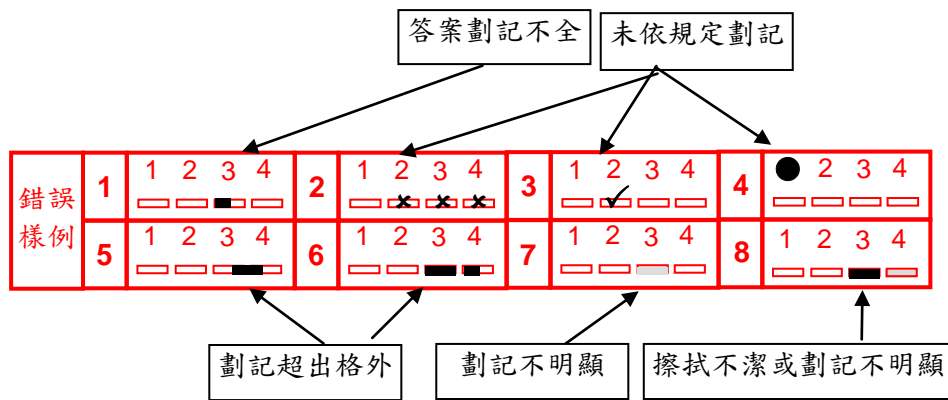 答案劃記不全
未依規定劃記
錯誤
樣例
1
1 2 3 4
2
1 2 3 4
3
1 2 3 4
4
2 3 4
5
1 2 3 4
6
1 2 3 4
7
1 2 3 4
8
1 2 3 4
劃記超出格外
劃記不明顯
擦拭不潔或劃記不明顯